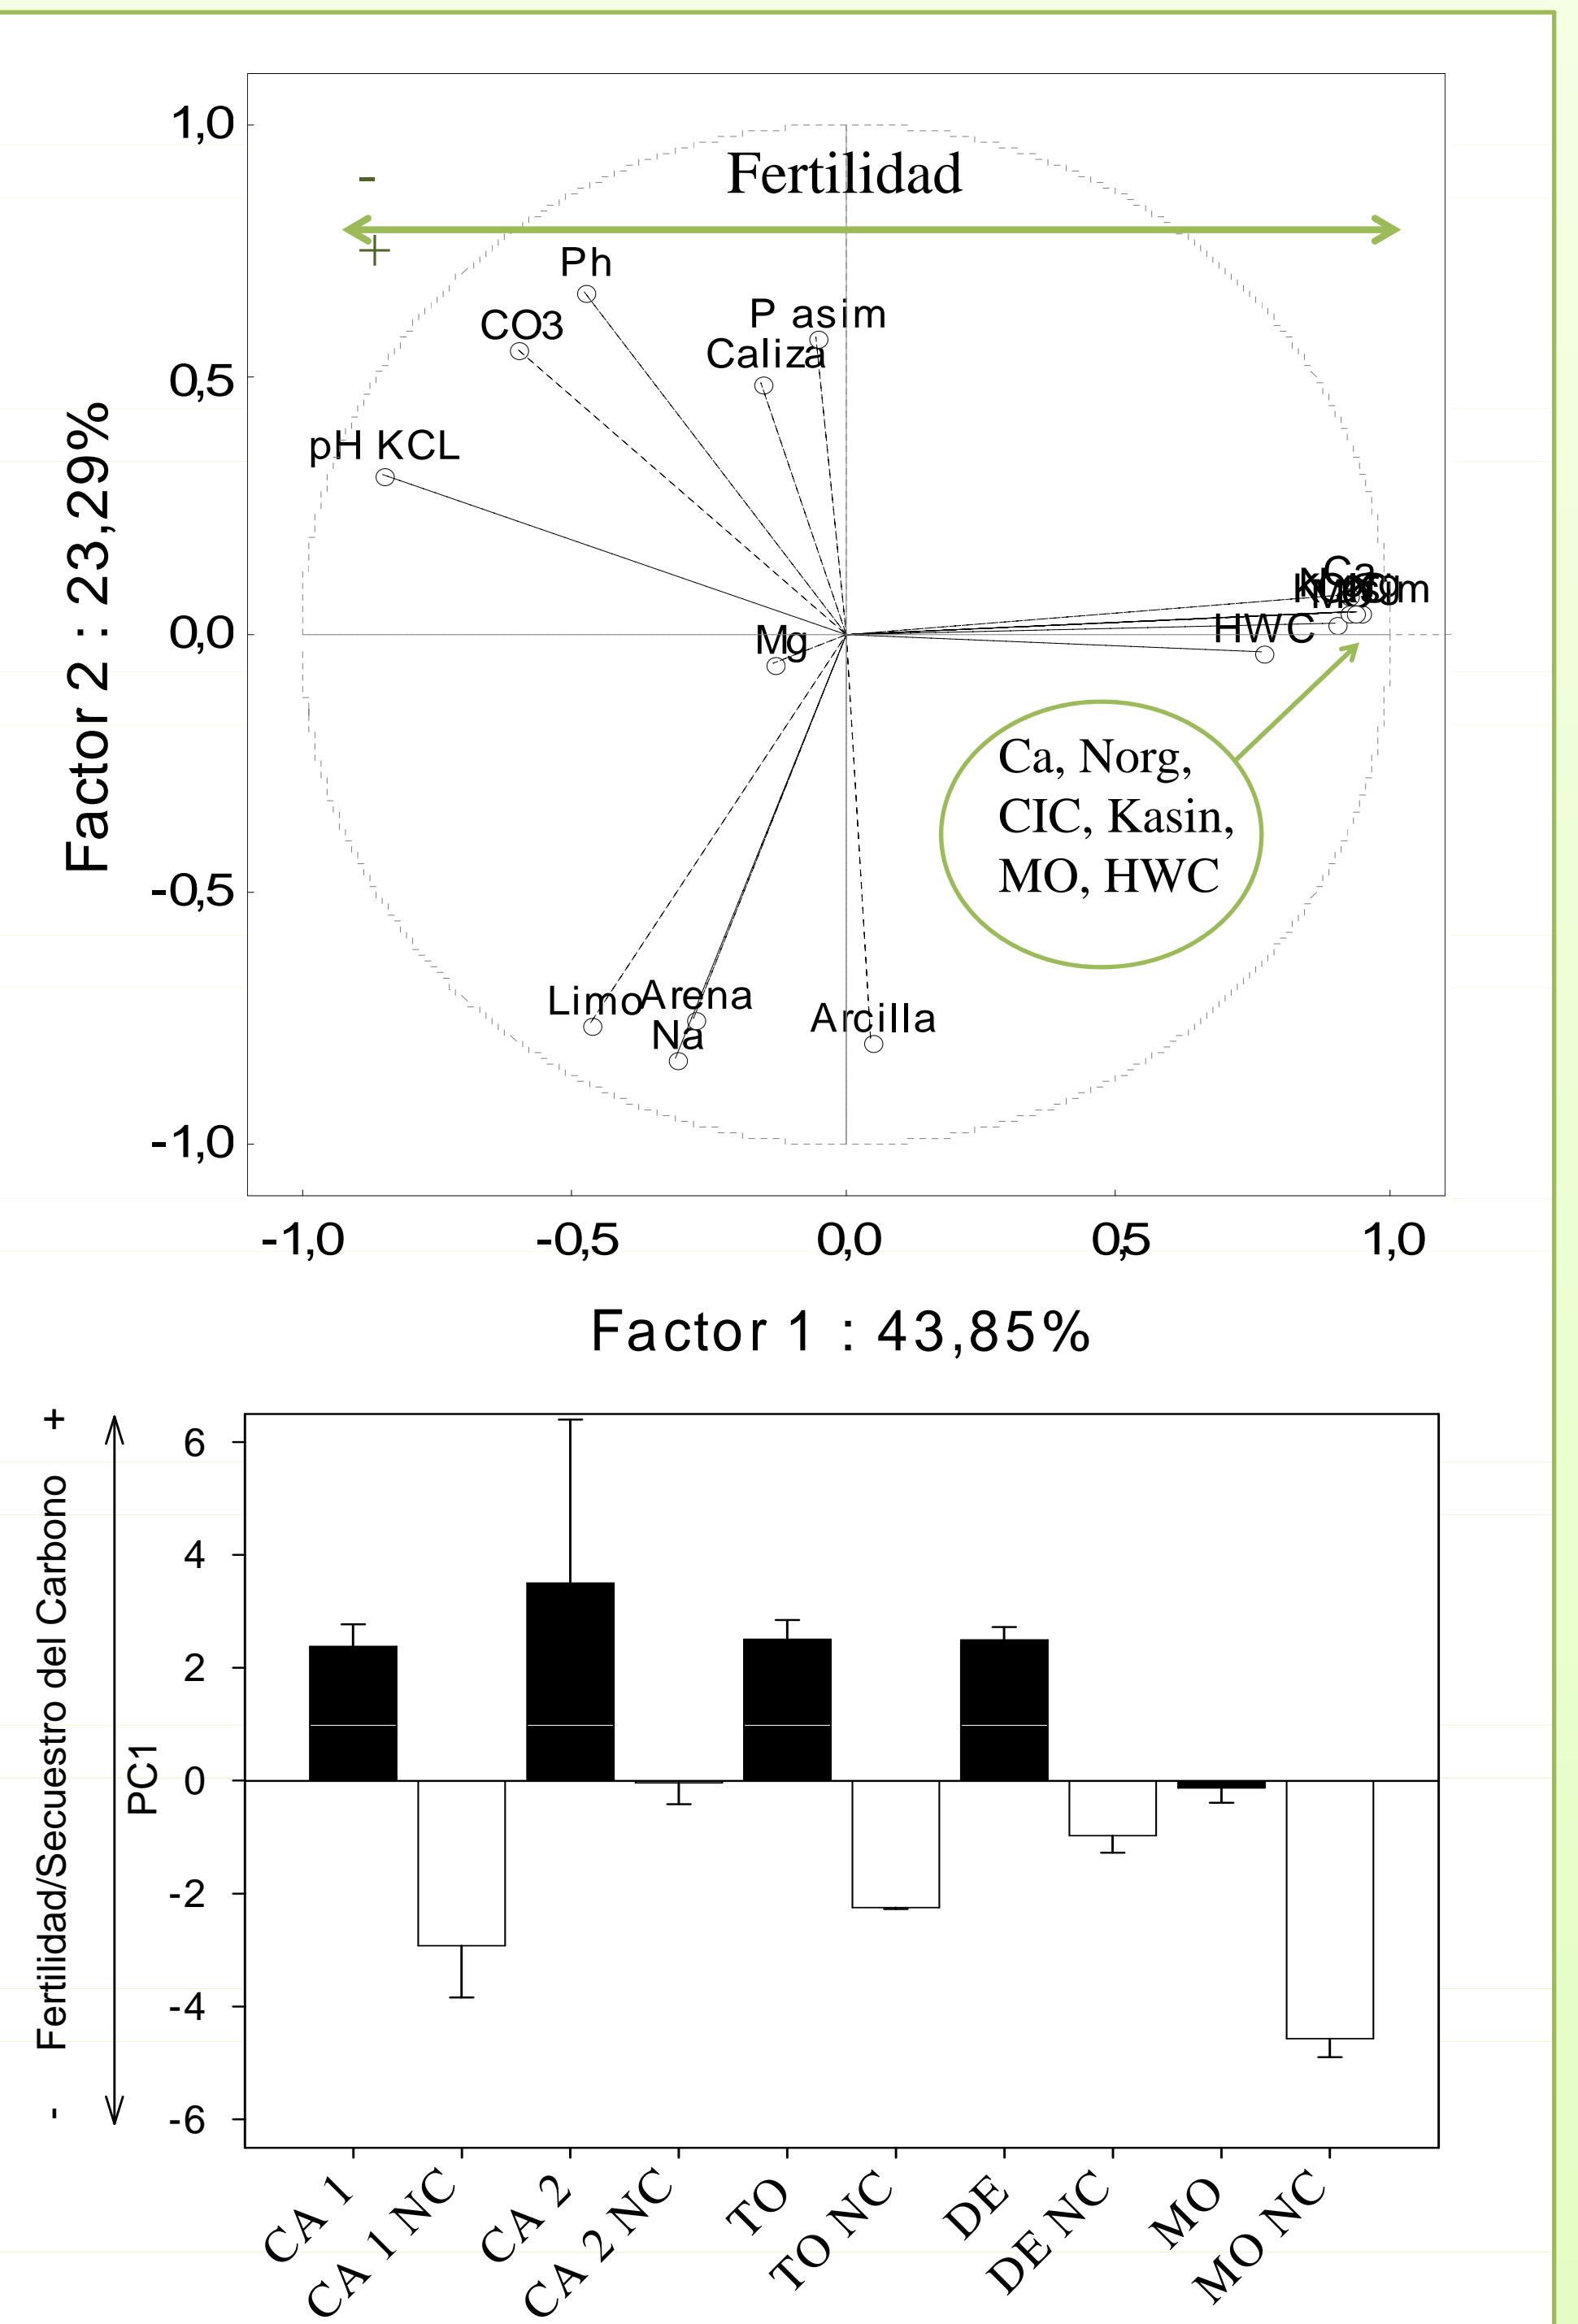 1,0
Fertilidad
-
+
Ph
P asim
CO3
Caliza
0,5
pH KCL
Factor 2 : 23,29%
Ca
0,0
HWC
Mg
Ca, Norg,
CIC, Kasin,
MO, HWC
-0,5
Limo
Arena
Na
Arcilla
-1,0
-1,0
-0,5
0,0
0,5
1,0
Factor 1 : 43,85%
- Fertilidad/Secuestro del Carbono +
PC1
6
4
2
0
-2
-4
-6
CA 1
CA 1 NC
CA 2
CA 2 NC
TO
TO NC
DE
DE NC
MO
MO NC